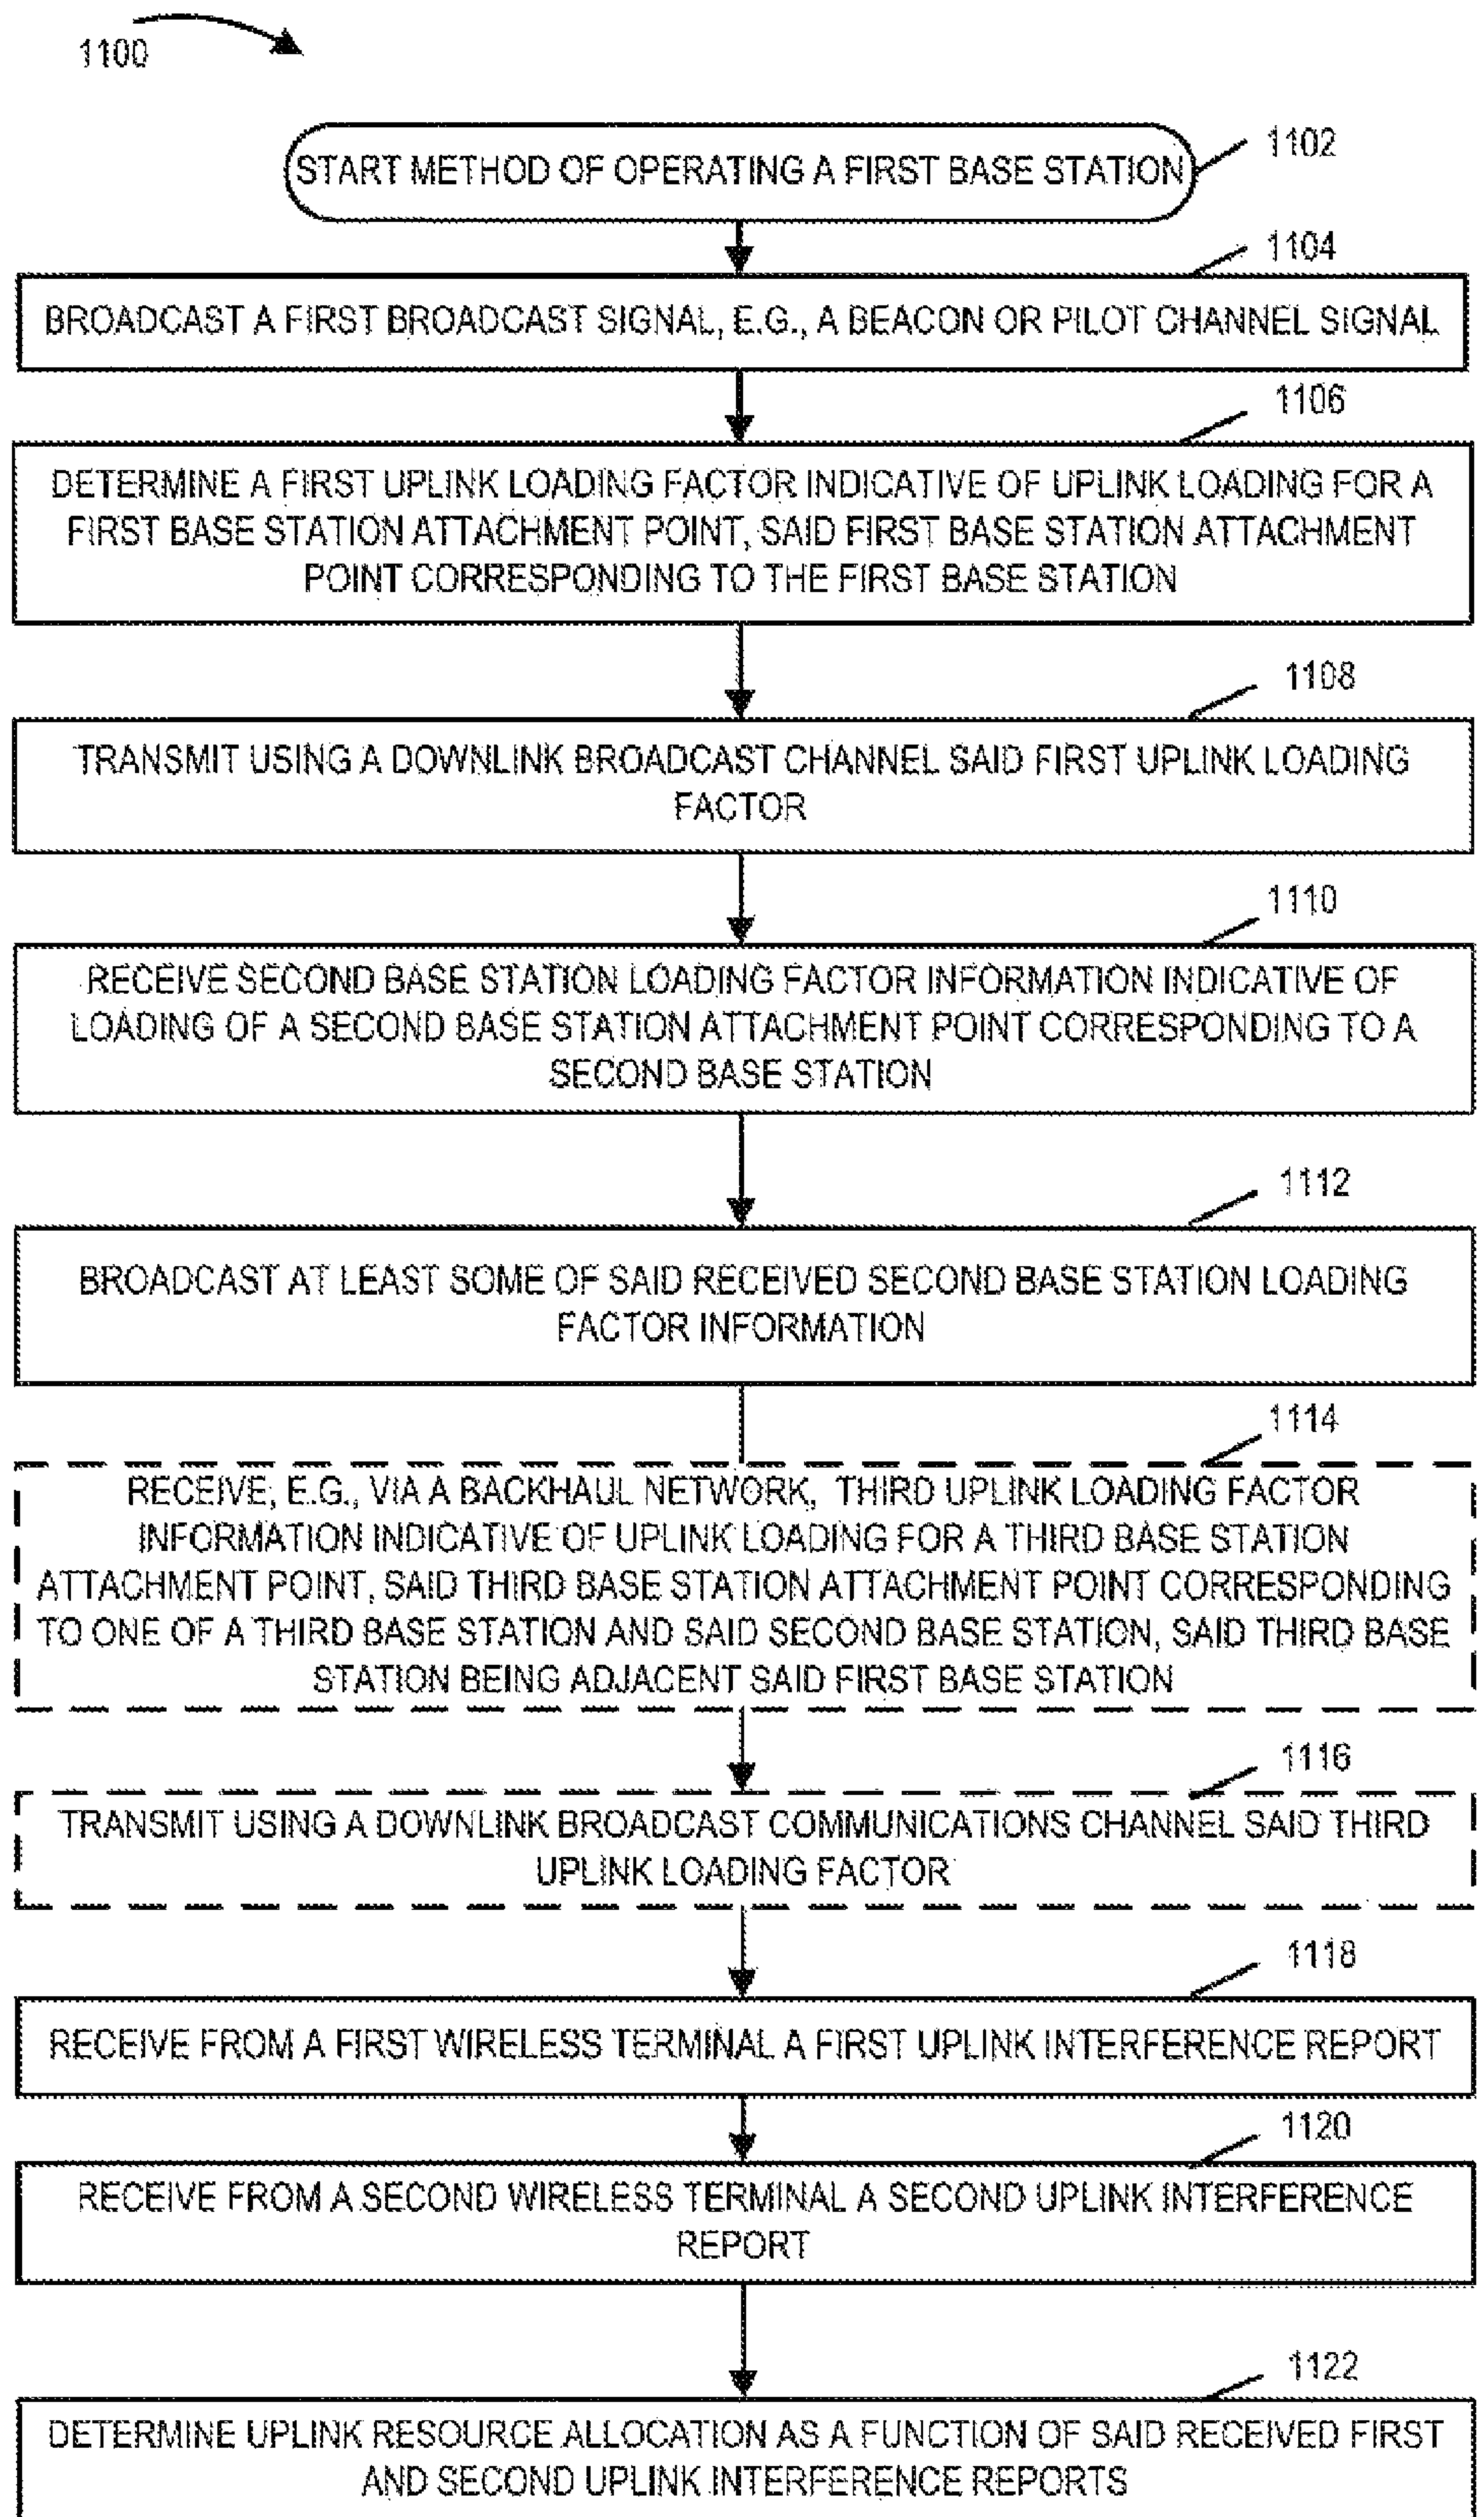 1100
START METHOD OF OPERATING A FIRST BASE STATION
1102
1104
BROADCAST A FIRST BROADCAST SIGNAL, E.G., A BEACON OR PILOT CHANNEL SIGNAL
1106
DETERMINE A FIRST UPLINK LOADING FACTOR INDICATIVE OF UPLINK LOADING FOR A
FIRST BASE STATION ATTACHMENT POINT, SAID FIRST BASE STATION ATTACHMENT
POINT CORRESPONDING TO THE FIRST BASE STATION
1108
TRANSMIT USING A DOWNLINK BROADCAST CHANNEL SAID FIRST UPLINK LOADING
FACTOR
1110
RECEIVE SECOND BASE STATION LOADING FACTOR INFORMATION INDICATIVE OF
LOADING OF A SECOND BASE STATION ATTACHMENT POINT CORRESPONDING TO A
SECOND BASE STATION
1112
BROADCAST AT LEAST SOME OF SAID RECEIVED SECOND BASE STATION LOADING
FACTOR INFORMATION
1114
RECEIVE, E.G., VIA A BACKHAUL NETWORK, THIRD UPLINK LOADING FACTOR
INFORMATION INDICATIVE OF UPLINK LOADING FOR A THIRD BASE STATION
ATTACHMENT POINT, SAID THIRD BASE STATION ATTACHMENT POINT CORRESPONDING
TO ONE OF A THIRD BASE STATION AND SAID SECOND BASE STATION, SAID THIRD BASE
STATION BEING ADJACENT SAID FIRST BASE STATION
1116
TRANSMIT USING A DOWNLINK BROADCAST COMMUNICATIONS CHANNEL SAID THIRD
UPLINK LOADING FACTOR
1118
RECEIVE FROM A FIRST WIRELESS TERMINAL A FIRST UPLINK INTERFERENCE REPORT
1120
RECEIVE FROM A SECOND WIRELESS TERMINAL A SECOND UPLINK INTERFERENCE
REPORT
1122
DETERMINE UPLINK RESOURCE ALLOCATION AS A FUNCTION OF SAID RECEIVED FIRST
AND SECOND UPLINK INTERFERENCE REPORTS